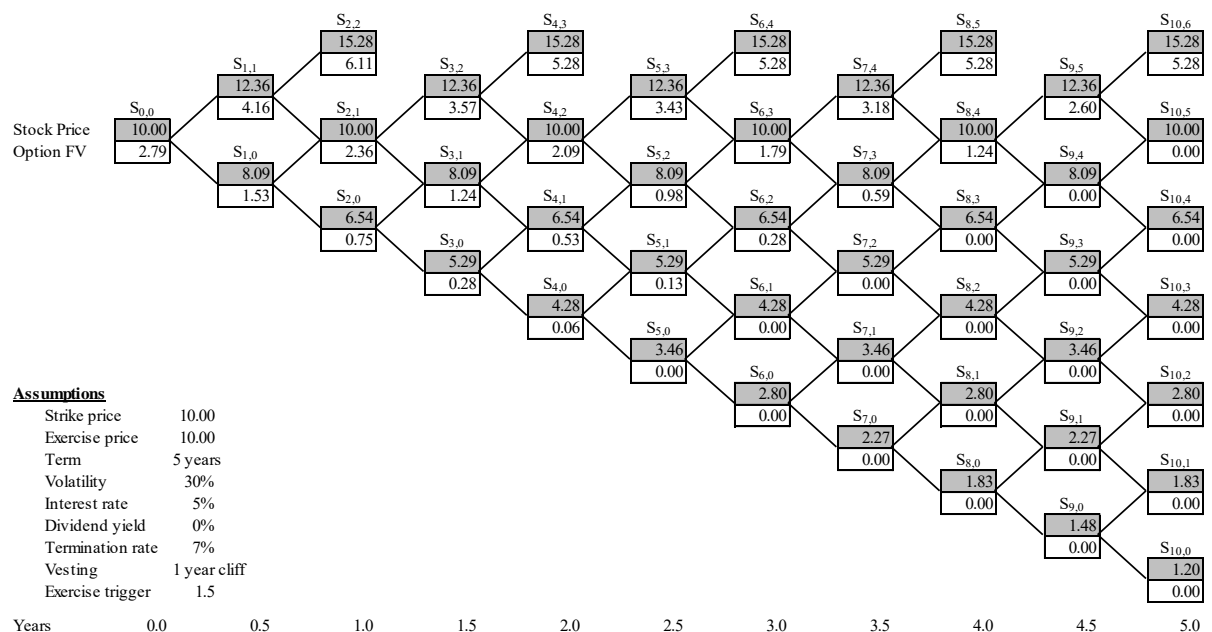 S2,2 S4,3 S6,4 S8,5 S10,6
15.28 15.28 15.28 15.28 15.28
S1,1 6.11 S3,2 5.28 S5,3 5.28 S7,4 5.28 S9,5 5.28
12.36 12.36 12.36 12.36 12.36
S0,0 4.16 S2,1 3.57 S4,2 3.43 S6,3 3.18 S8,4 2.60 S10,5
Stock Price 10.00 10.00 10.00 10.00 10.00 10.00
Option FV 2.79 S1,0 2.36 S3,1 2.09 S5,2 1.79 S7,3 1.24 S9,4 0.00
8.09 8.09 8.09 8.09 8.09
1.53 S2,0 1.24 S4,1 0.98 S6,2 0.59 S8,3 0.00 S10,4
6.54 6.54 6.54 6.54 6.54
0.75 S3,0 0.53 S5,1 0.28 S7,2 0.00 S9,3 0.00
5.29 5.29 5.29 5.29
0.28 S4,0 0.13 S6,1 0.00 S8,2 0.00 S10,3
4.28 4.28 4.28 4.28
0.06 S5,0 0.00 S7,1 0.00 S9,2 0.00
3.46 3.46 3.46
0.00 S6,0 0.00 S8,1 0.00 S10,2
Assumptions 2.80 2.80 2.80
Strike price 10.00 0.00 S7,0 0.00 S9,1 0.00
Exercise price 10.00 2.27 2.27
Term 5 years 0.00 S8,0 0.00 S10,1
Volatility 30% 1.83 1.83
Interest rate 5% 0.00 S9,0 0.00
Dividend yield 0% 1.48
Termination rate 7% 0.00 S10,0
Vesting 1 year cliff 1.20
Exercise trigger 1.5 0.00
Years 0.0 0.5 1.0 1.5 2.0 2.5 3.0 3.5 4.0 4.5 5.0